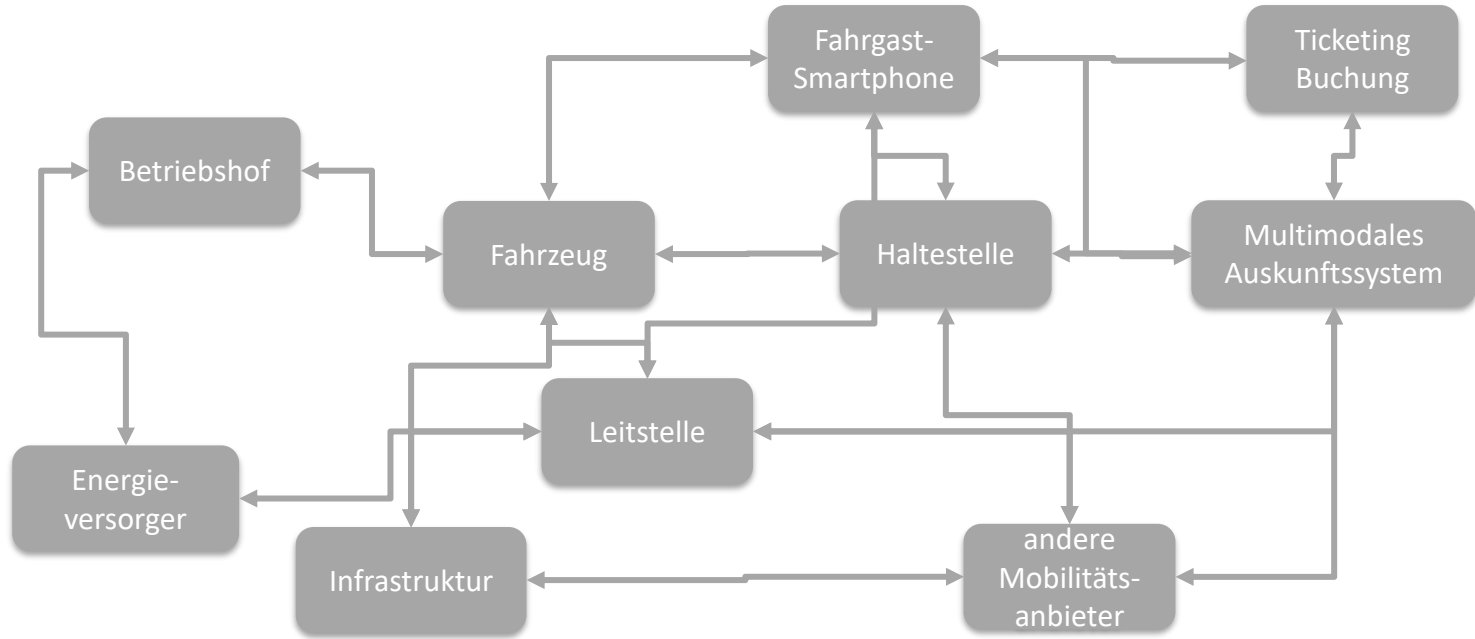 Fahrgast-
Smartphone
Ticketing
Buchung
Betriebshof
Fahrzeug
Haltestelle
Multimodales
Auskunftssystem
Leitstelle
Energie-
versorger
Infrastruktur
andere
Mobilitäts-
anbieter